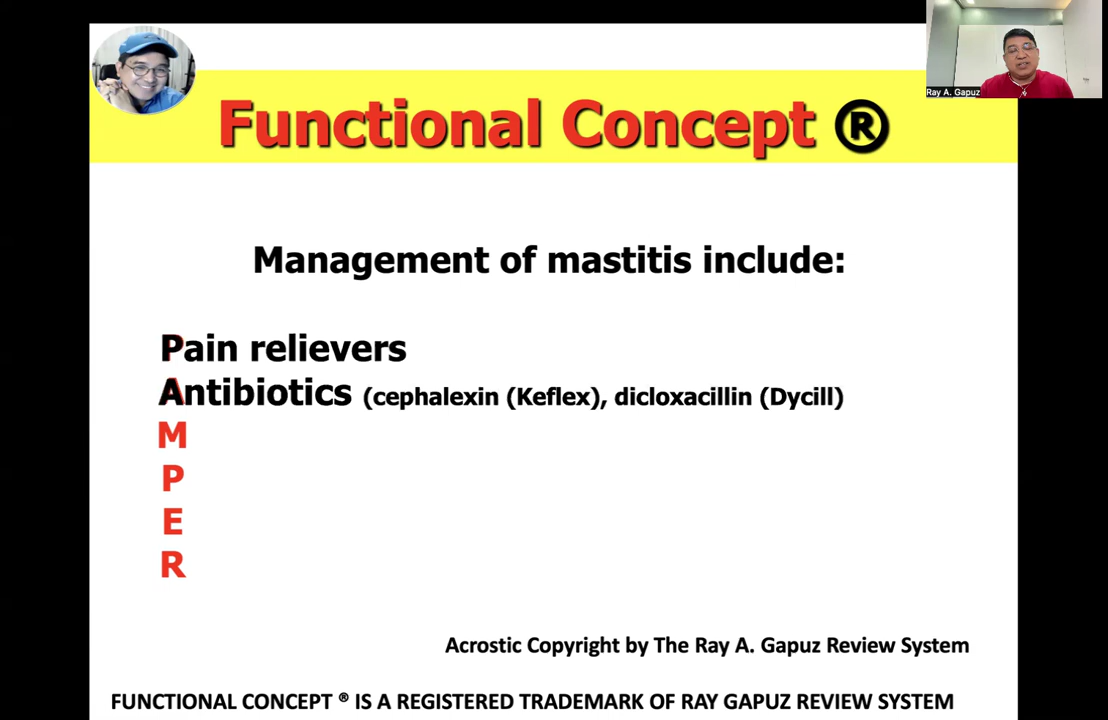 Ray A. Gapuz
Functional Concept ®
Management of mastitis include:
Pain relievers
Antibiotics (cephalexin (Keflex), dicloxacillin (Dycill)
M
P
E
R
Acrostic Copyright by The Ray A. Gapuz Review System
FUNCTIONAL CONCEPT ® IS A REGISTERED TRADEMARK OF RAY GAPUZ REVIEW SYSTEM